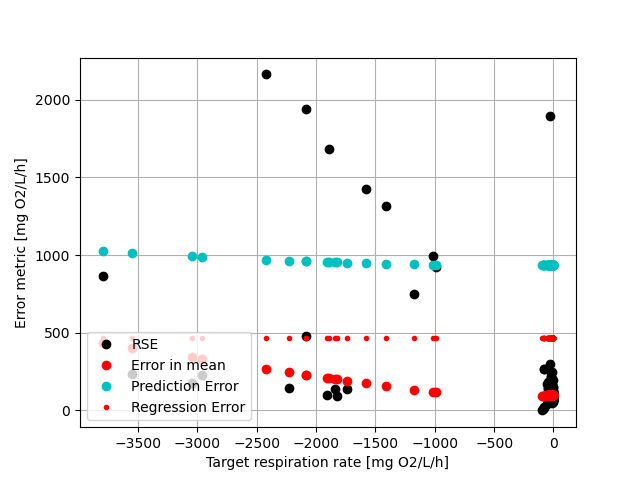 2000
1500
1000
500
0
Error metric [mg O2/L/h]
RSE
Error in mean
Prediction Error
Regression Error
−3500 −3000 −2500 −2000 −1500 −1000 −500 0
Target respiration rate [mg O2/L/h]